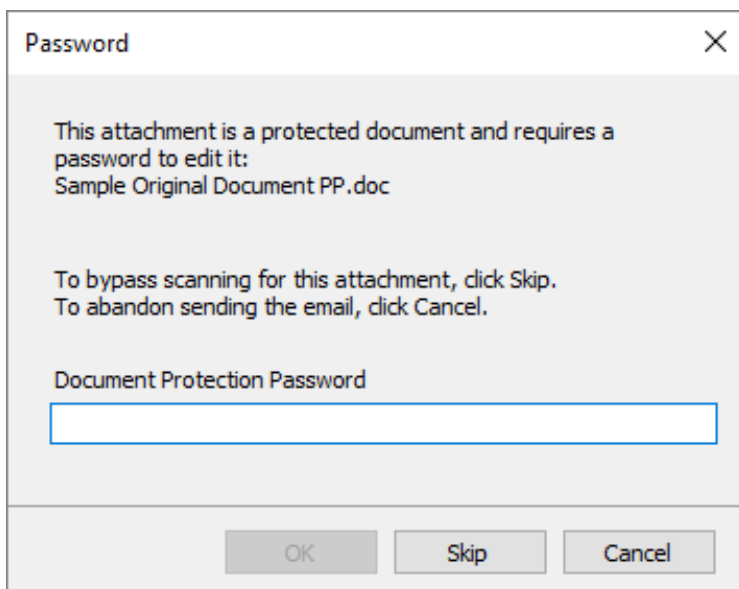 Password
This attachment is a protected document and requires a
password to edit it:
Sample Original Document PP.doc
To bypass scanning for this attachment, click Skip.
To abandon sending the email, click Cancel.
Document Protection Password
OK
Skip
Cancel